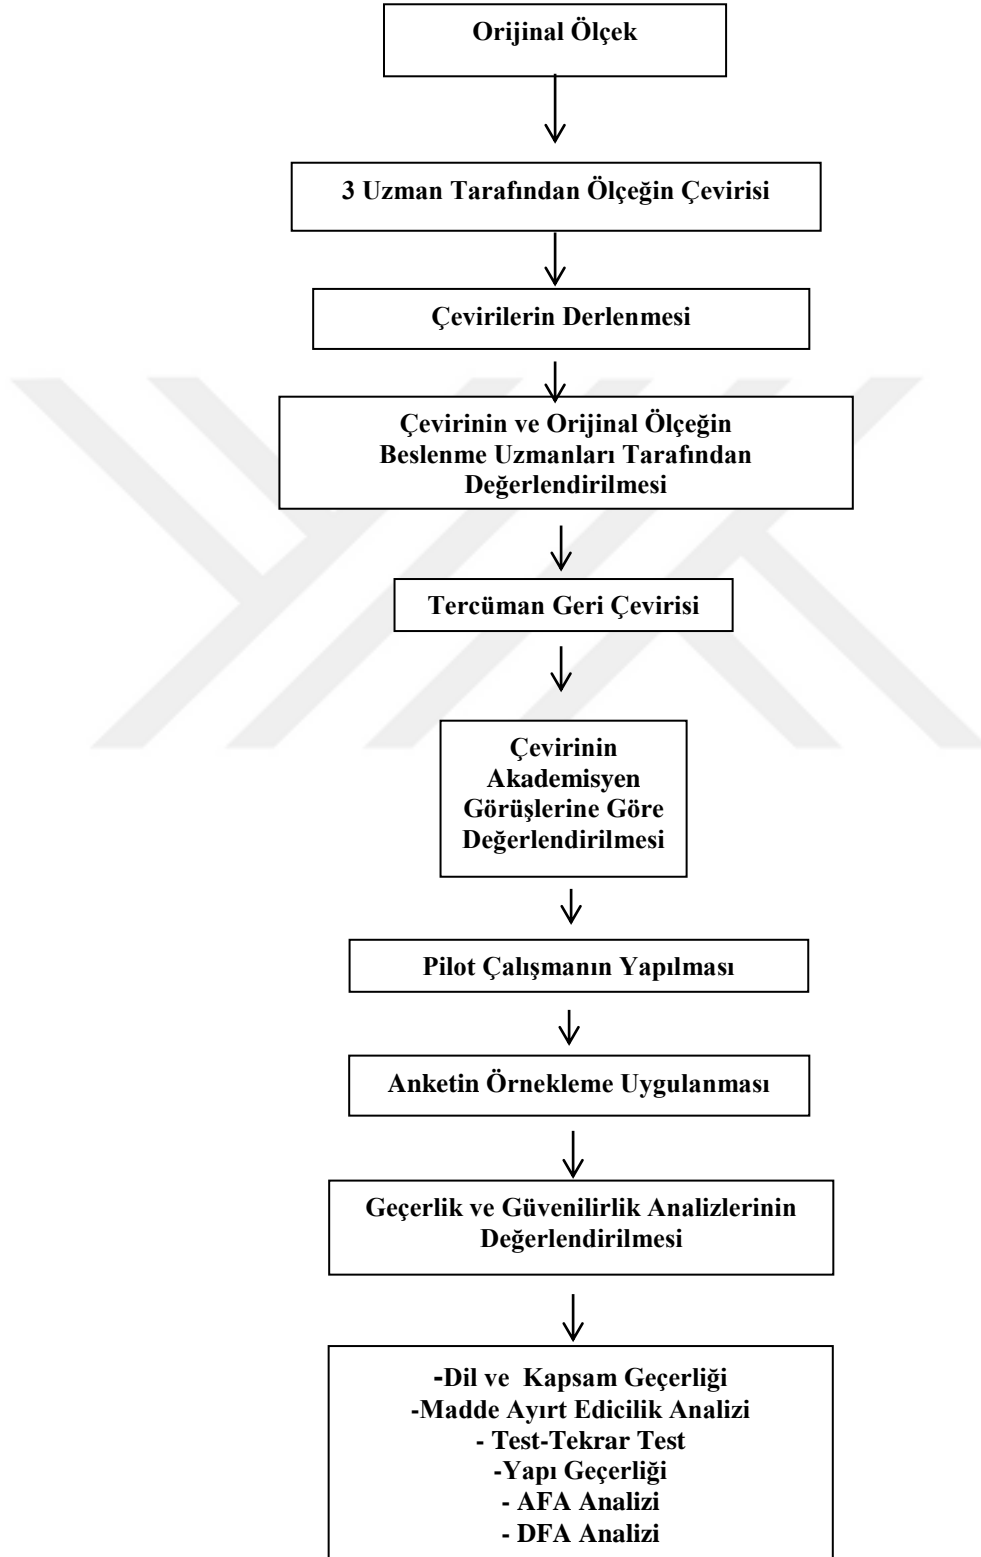 Orijinal Ölçek
3 Uzman Tarafından Ölçeğin Çevirisi
Çevirilerin Derlenmesi
Çevirinin ve Orijinal Ölçeğin
Beslenme Uzmanları Tarafından
Değerlendirilmesi
Tercüman Geri Çevirisi
Çevirinin
Akademisyen
Görüşlerine Göre
Değerlendirilmesi
Pilot Çalışmanın Yapılması
Anketin Örnekleme Uygulanması
Geçerlik ve Güvenilirlik Analizlerinin
Değerlendirilmesi
-Dil ve Kapsam Geçerliği
-Madde Ayırt Edicilik Analizi
- Test-Tekrar Test
-Yapı Geçerliği
- AFA Analizi
- DFA Analizi